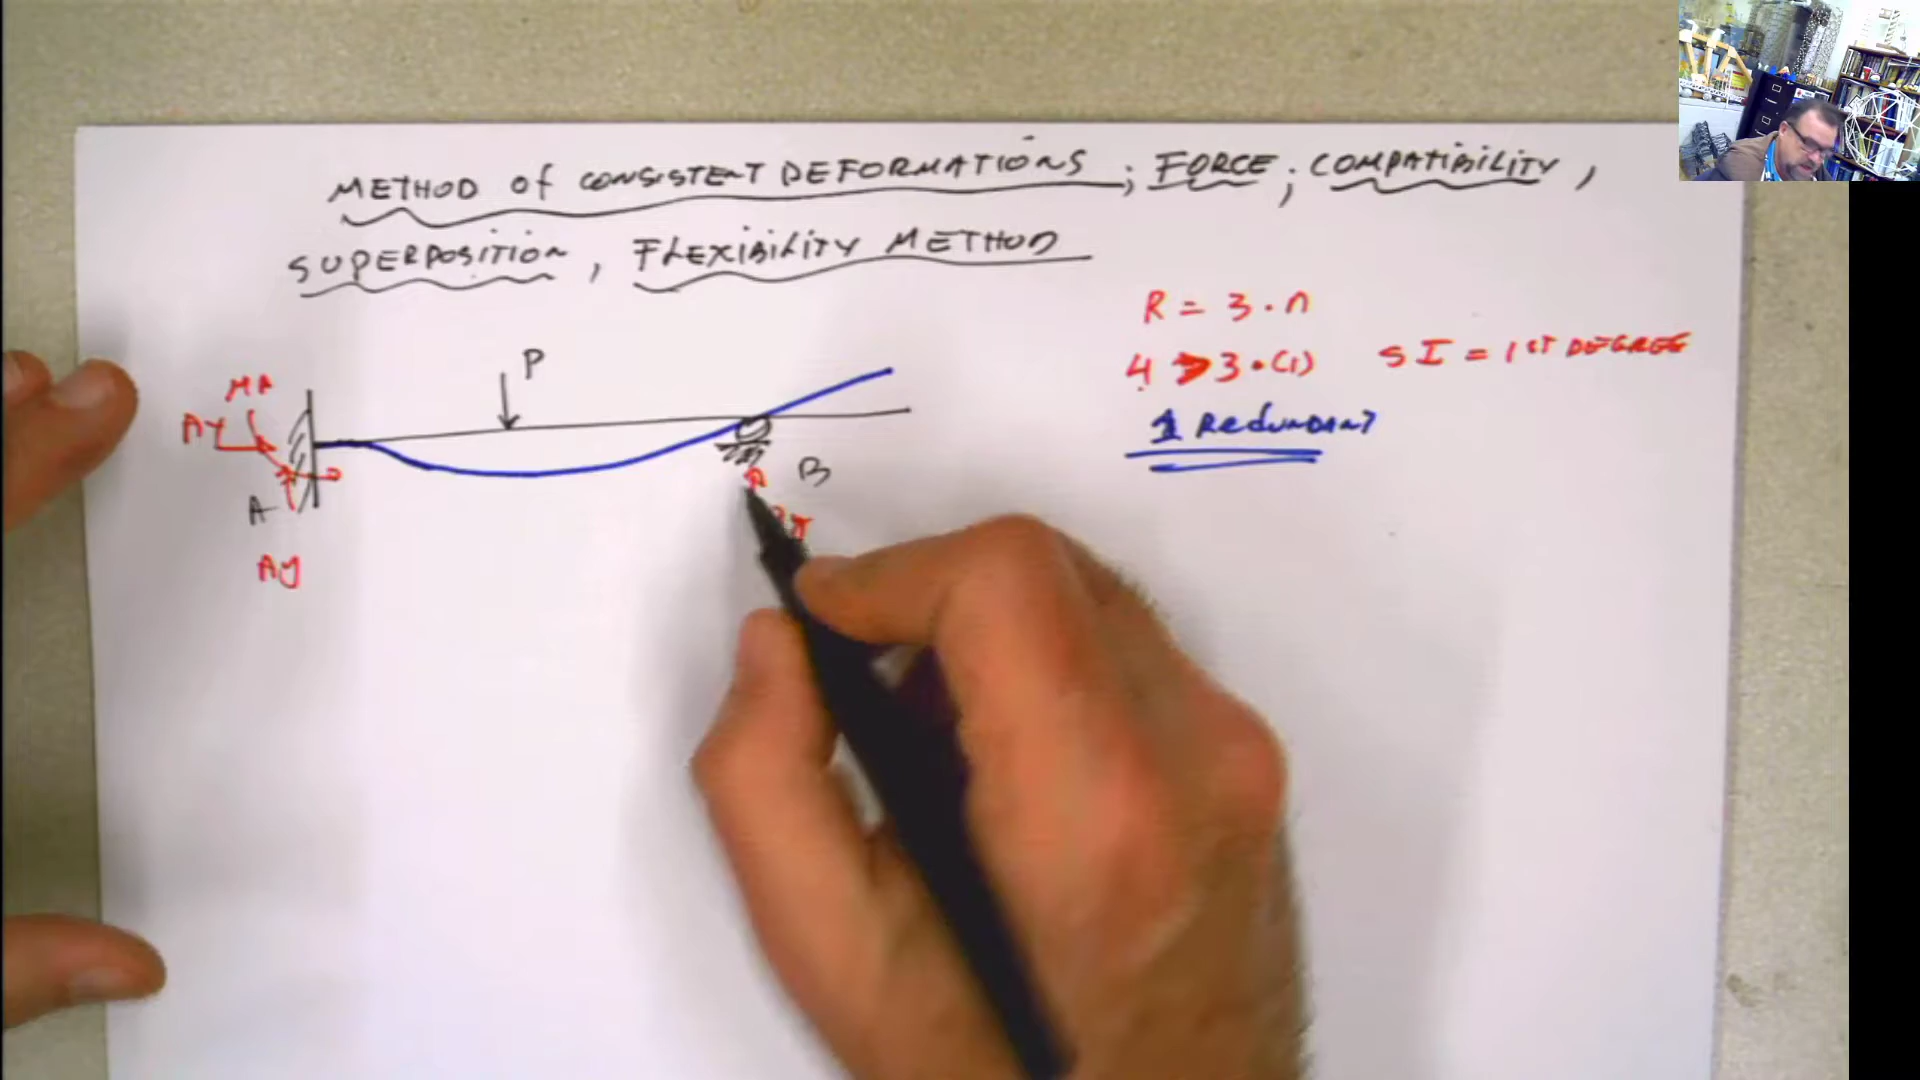 METHOD OF CONSISTENT DEFORMATIONS ; FORCE ; COMPATIBILITY ,
SUPERPOSITION , FLEXIBILITY METHOD
R = 3 · n
4 > 3 · (1) SI = 1ST DEGREE
1 Redundant
P
MA
A
B
Ay